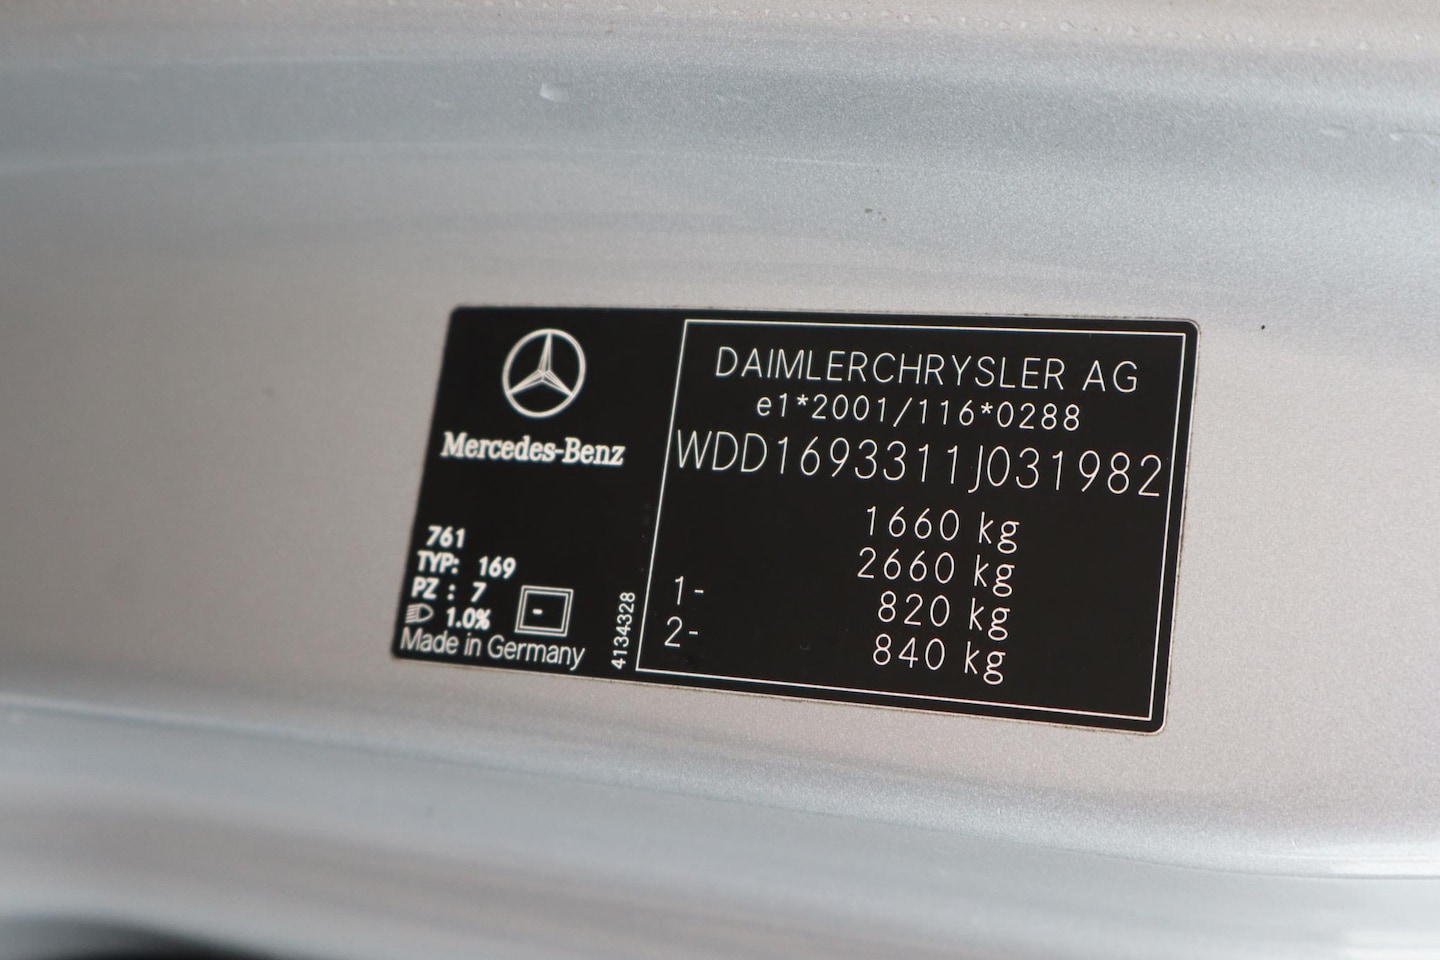 Mercedes-Benz
761
TYP: 169
PZ : 7
1.0% -
Made in Germany
4134328
DAIMLERCHRYSLER AG
e1*2001/116*0288
WDD1693311J031982
1660 kg
2660 kg
1- 820 kg
2- 840 kg